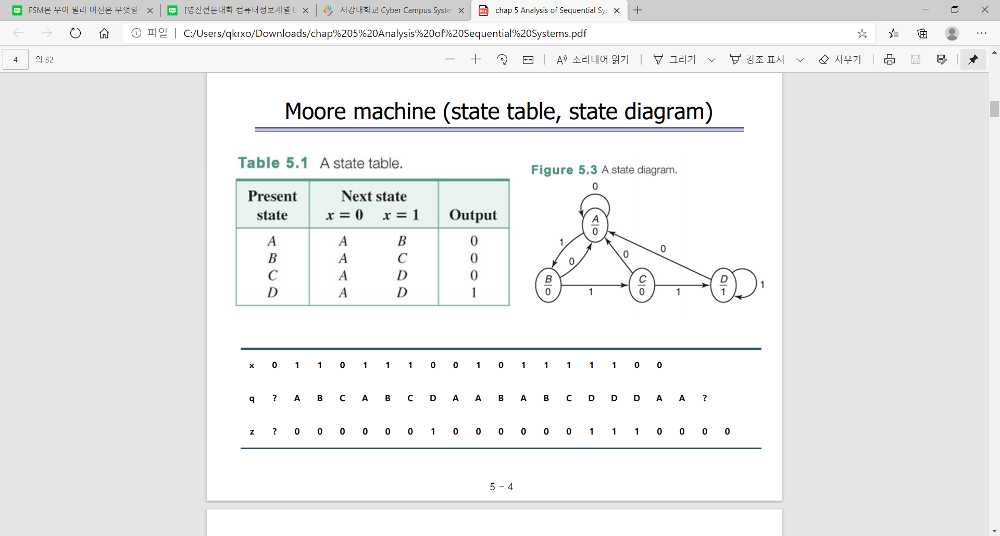 FSM은 무어 밀리 머신은 무엇일
[영진전문대학 컴퓨터정보계열
서강대학교 Cyber Campus Syste
chap 5 Analysis of Sequential Sys
파일
C:/Users/qkrxo/Downloads/chap%205%20Analysis%20of%20Sequential%20Systems.pdf
4 의 32
소리내어 읽기
그리기
강조 표시
지우기
Moore machine (state table, state diagram)
Table 5.1 A state table.
Present state Next state Output
x = 0 x = 1
A A B 0
B A C 0
C A D 0
D A D 1
Figure 5.3 A state diagram.
0
A
0
1
0
0
0
B
0
1
C
0
1
D
1
1
x 0 1 1 0 1 1 1 0 0 1 0 1 1 1 1 1 0 0
q ? A B C A B C D A A B A B C D D D A A ?
z ? 0 0 0 0 0 0 1 0 0 0 0 0 0 1 1 1 0 0 0 0
5 - 4